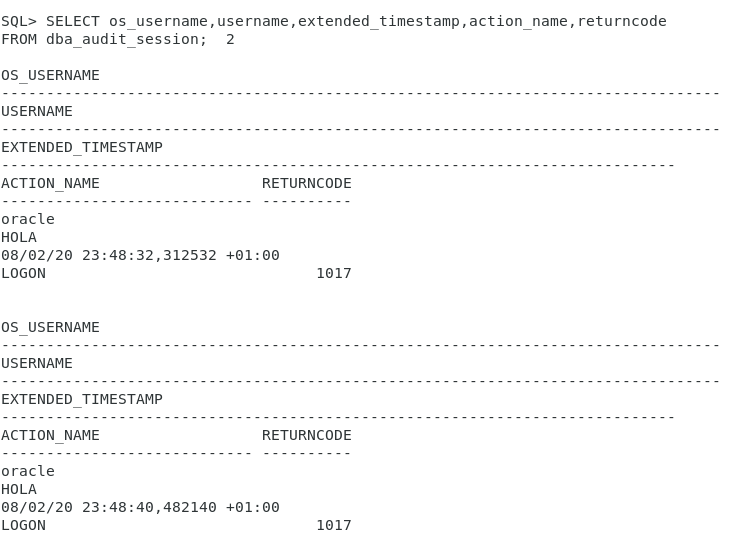 SQL> SELECT os_username,username,extended_timestamp,action_name,returncode
FROM dba_audit_session;  2
OS_USERNAME
--------------------------------------------------------------------------------
USERNAME
--------------------------------------------------------------------------------
EXTENDED_TIMESTAMP
---------------------------------------------------------------------------
ACTION_NAME                  RETURNCODE
---------------------------- ----------
oracle
HOLA
08/02/20 23:48:32,312532 +01:00
LOGON                              1017
OS_USERNAME
--------------------------------------------------------------------------------
USERNAME
--------------------------------------------------------------------------------
EXTENDED_TIMESTAMP
---------------------------------------------------------------------------
ACTION_NAME                  RETURNCODE
---------------------------- ----------
oracle
HOLA
08/02/20 23:48:40,482140 +01:00
LOGON                              1017